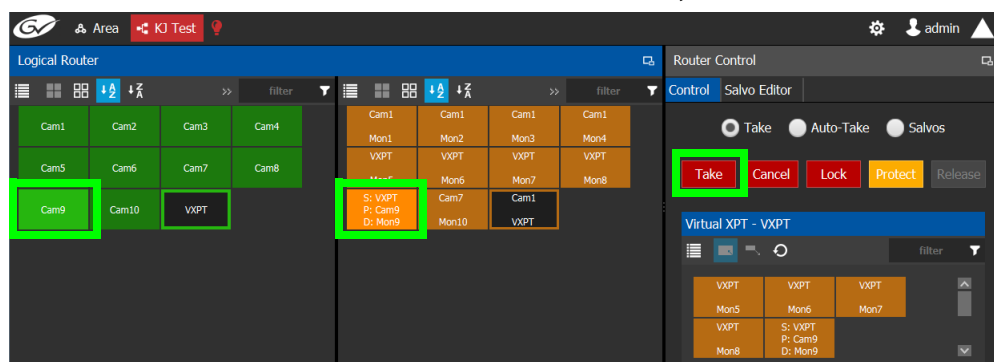 GV Area KJ Test admin
Logical Router
Router Control
A Z Z A >> filter
A Z Z A >> filter
Control Salvo Editor
Take Auto-Take Salvos
Take Cancel Lock Protect Release
Cam1 Cam2 Cam3 Cam4
Cam5 Cam6 Cam7 Cam8
Cam9 Cam10 VXPT
Cam1 Cam1 Cam1 Cam1
Mon1 Mon2 Mon3 Mon4
VXPT VXPT VXPT VXPT
Mon5 Mon6 Mon7 Mon8
S: VXPT Cam7 Cam1
P: Cam9
D: Mon9 Mon10 VXPT
Virtual XPT - VXPT
filter
VXPT VXPT VXPT
Mon5 Mon6 Mon7
VXPT S: VXPT
P: Cam9
Mon8 D: Mon9